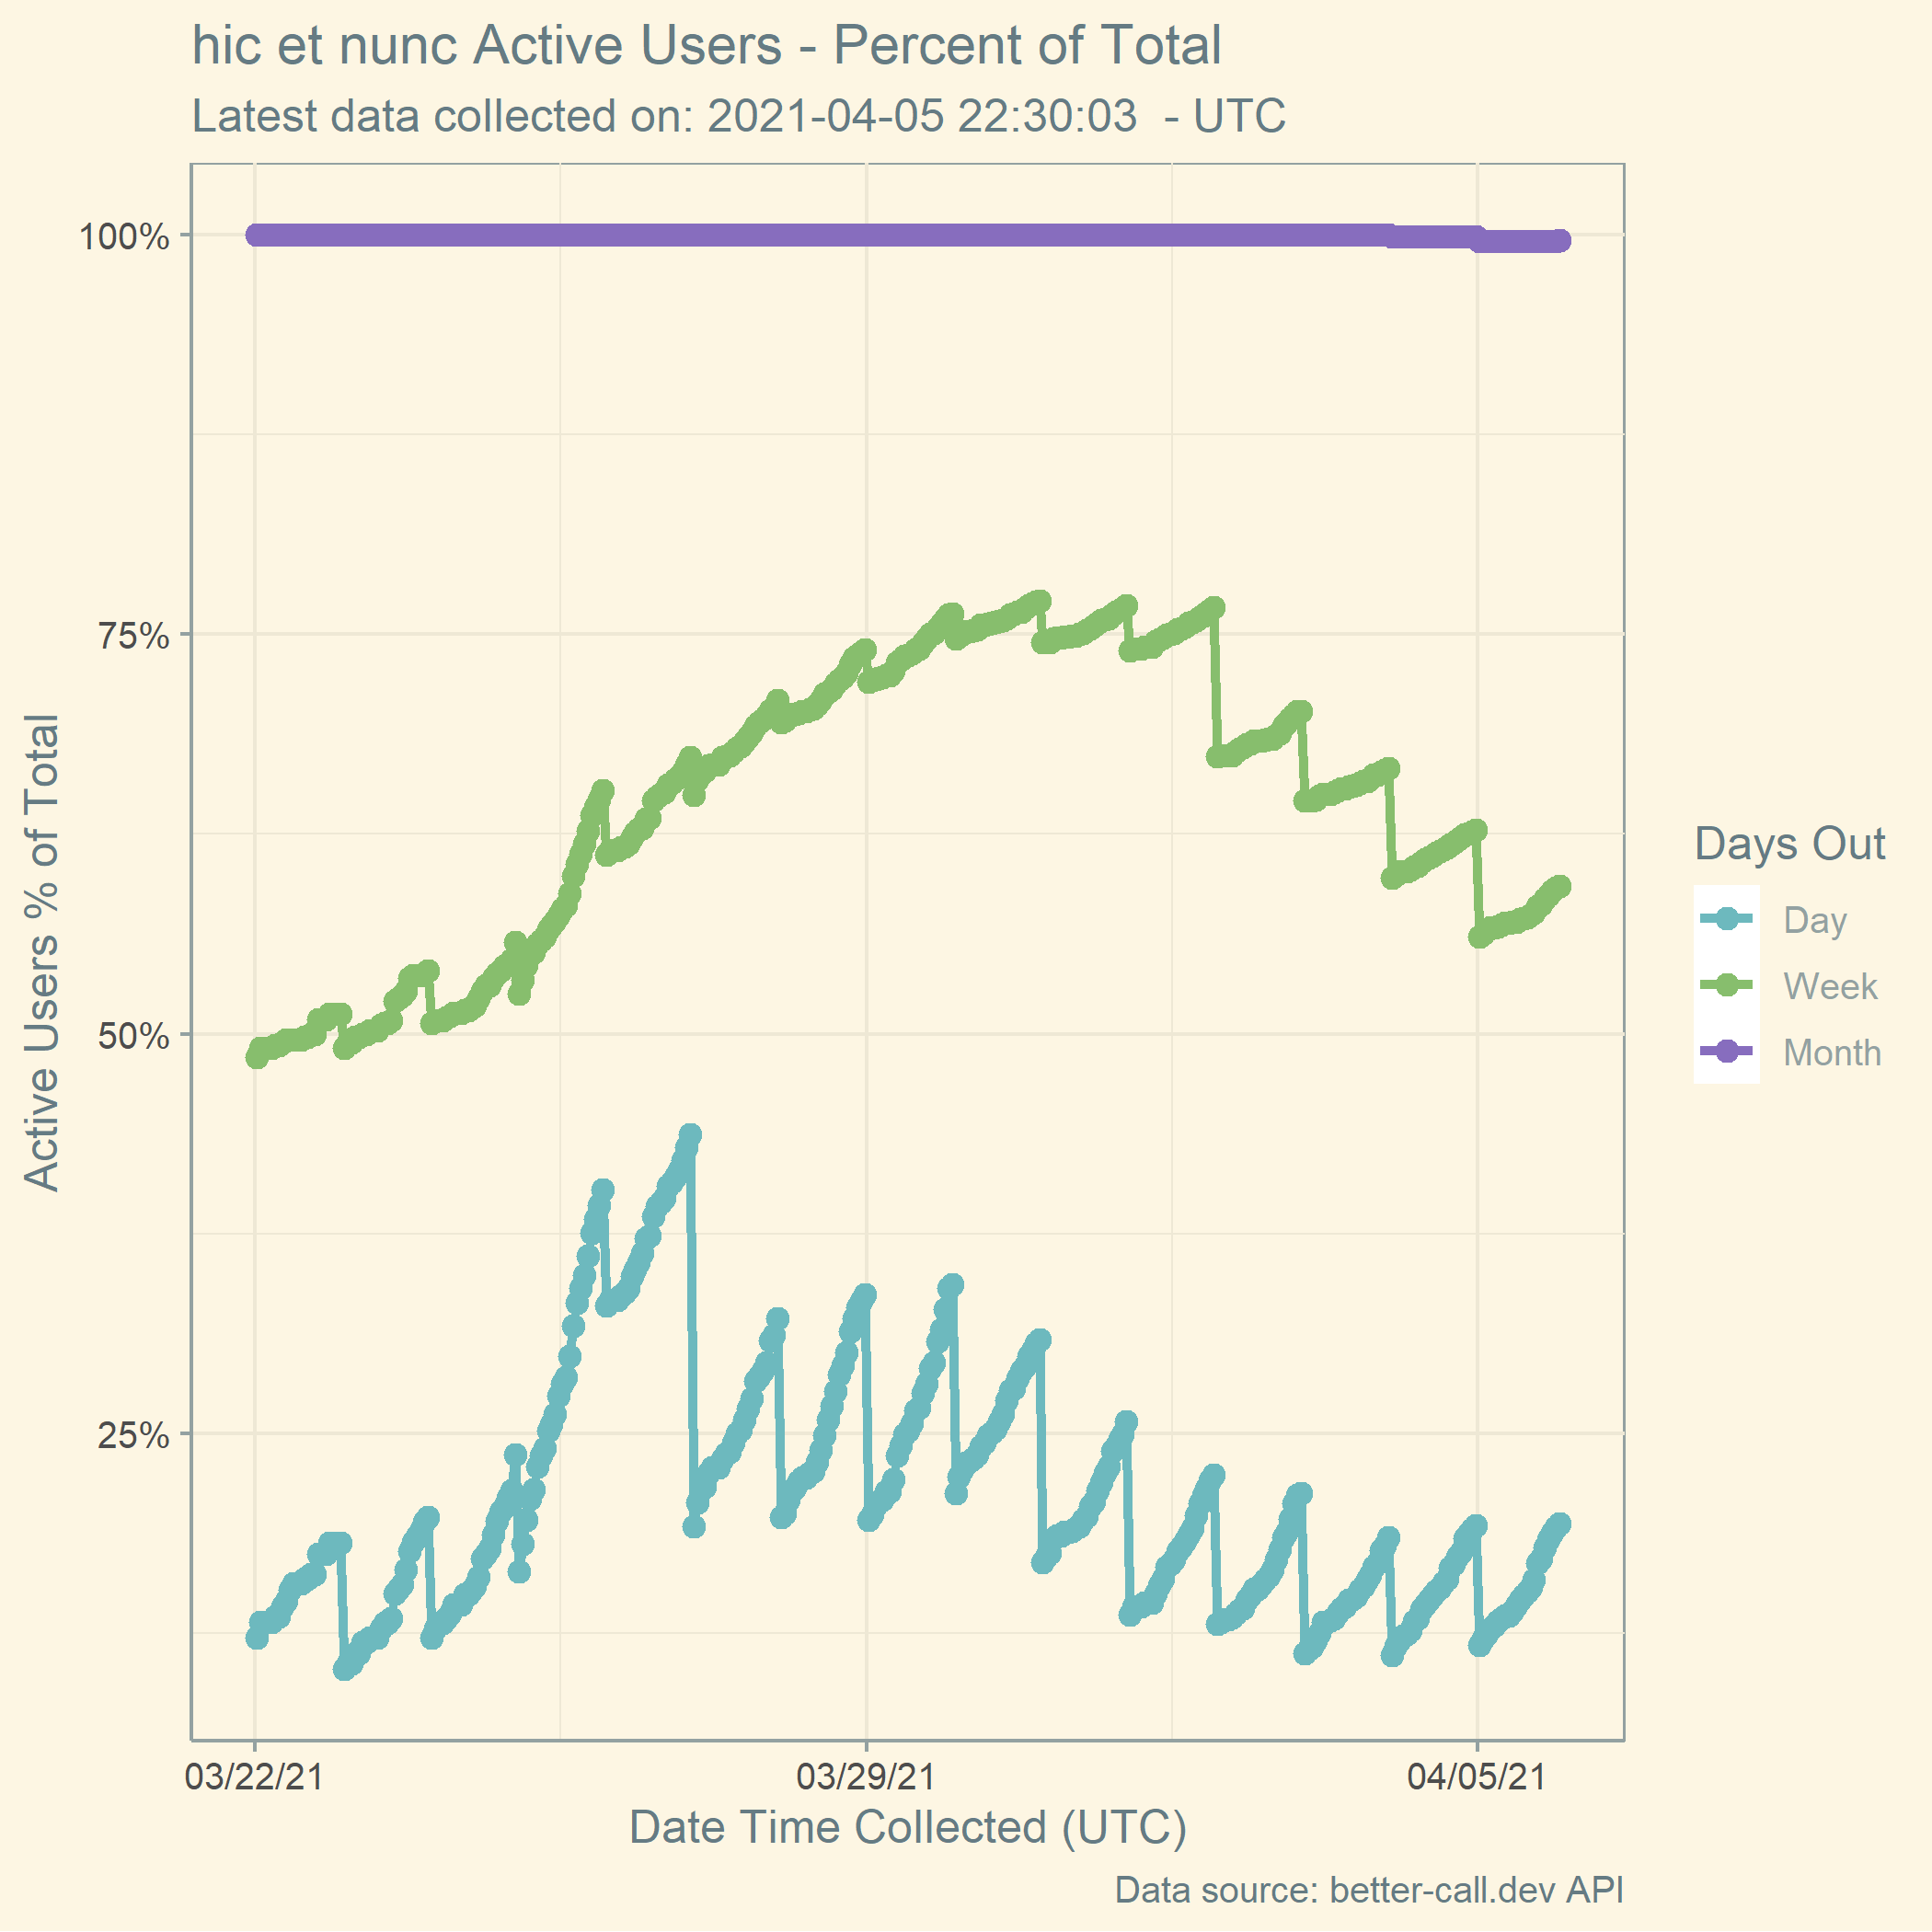 hic et nunc Active Users - Percent of Total
Latest data collected on: 2021-04-05 22:30:03  - UTC
100%
75%
50%
25%
Active Users % of Total
03/22/21
03/29/21
04/05/21
Date Time Collected (UTC)
Days Out
Day
Week
Month
Data source: better-call.dev API